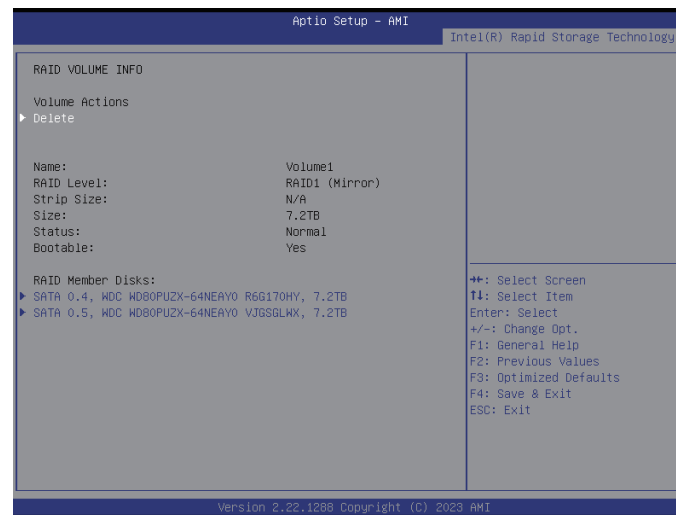 Aptio Setup – AMI
Intel(R) Rapid Storage Technology
RAID VOLUME INFO
Volume Actions
Delete
Name: Volume1
RAID Level: RAID1 (Mirror)
Strip Size: N/A
Size: 7.2TB
Status: Normal
Bootable: Yes
RAID Member Disks:
SATA 0.4, WDC WD80PUZX-64NEAY0 R6G170HY, 7.2TB
SATA 0.5, WDC WD80PUZX-64NEAY0 VJGSGLWX, 7.2TB
→←: Select Screen
↑↓: Select Item
Enter: Select
+/-: Change Opt.
F1: General Help
F2: Previous Values
F3: Optimized Defaults
F4: Save & Exit
ESC: Exit
Version 2.22.1288 Copyright (C) 2023 AMI